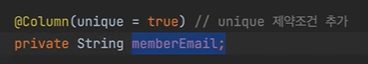 @Column(unique = true) // unique 제약조건 추가
private String memberEmail;